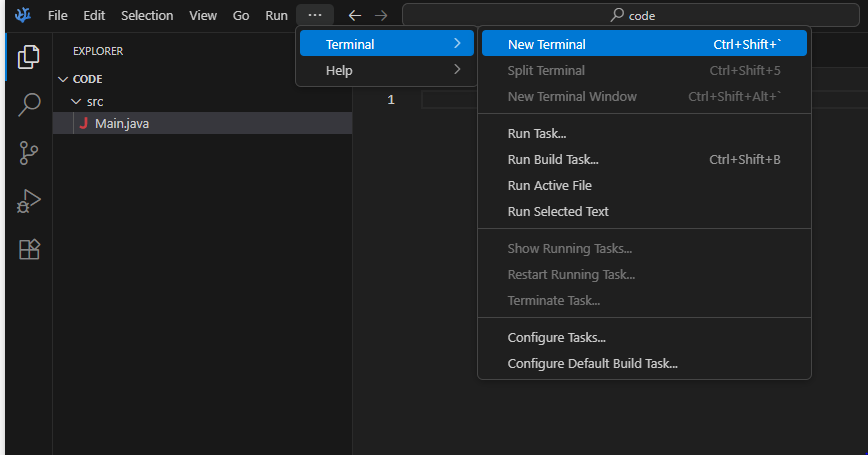 File Edit Selection View Go Run ··· code
EXPLORER
CODE
src
Main.java
1
Terminal
Help
New Terminal Ctrl+Shift+`
Split Terminal Ctrl+Shift+5
New Terminal Window Ctrl+Shift+Alt+`
Run Task...
Run Build Task... Ctrl+Shift+B
Run Active File
Run Selected Text
Show Running Tasks...
Restart Running Task...
Terminate Task...
Configure Tasks...
Configure Default Build Task...